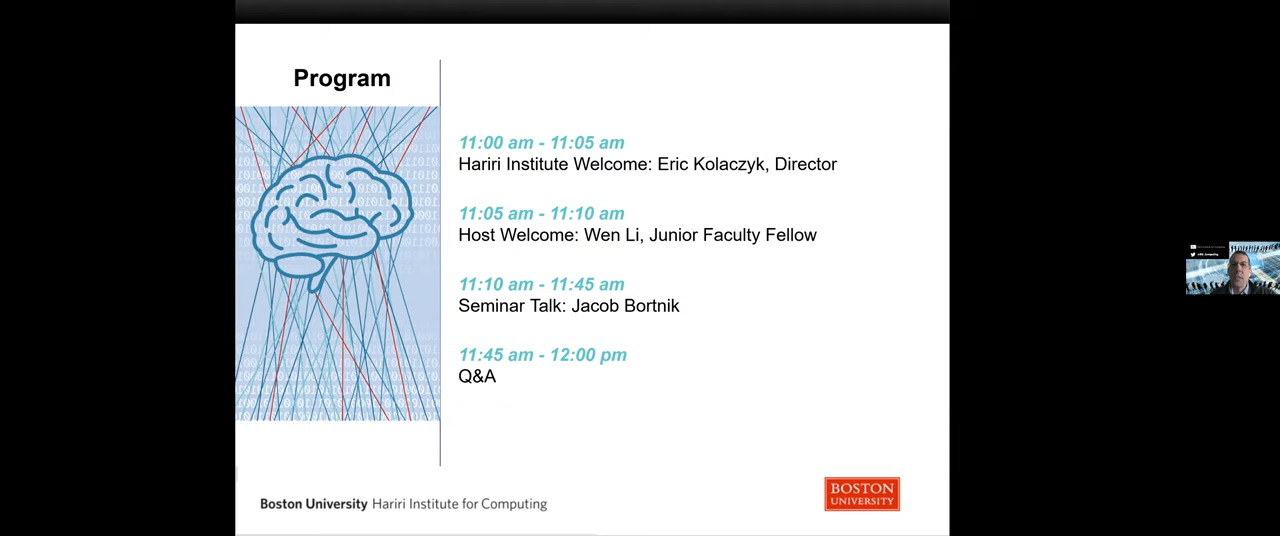 Program
11:00 am - 11:05 am
Hariri Institute Welcome: Eric Kolaczyk, Director
11:05 am - 11:10 am
Host Welcome: Wen Li, Junior Faculty Fellow
11:10 am - 11:45 am
Seminar Talk: Jacob Bortnik
11:45 am - 12:00 pm
Q&A
Boston University Hariri Institute for Computing
BOSTON
UNIVERSITY